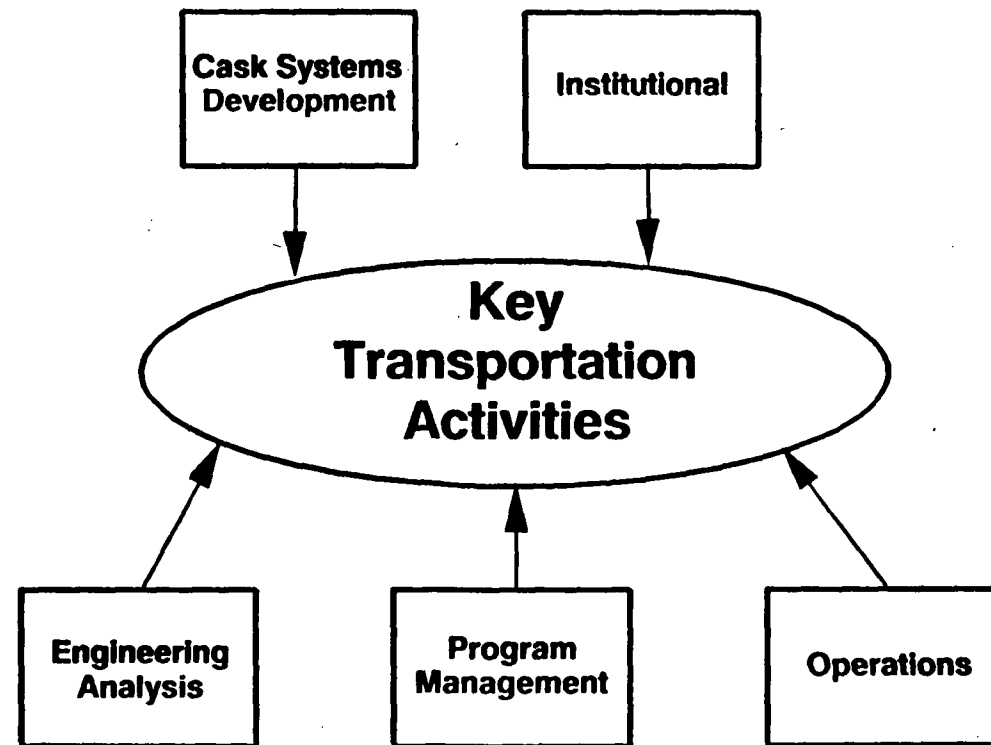 Cask Systems
Development
Institutional
Key
Transportation
Activities
Engineering
Analysis
Program
Management
Operations